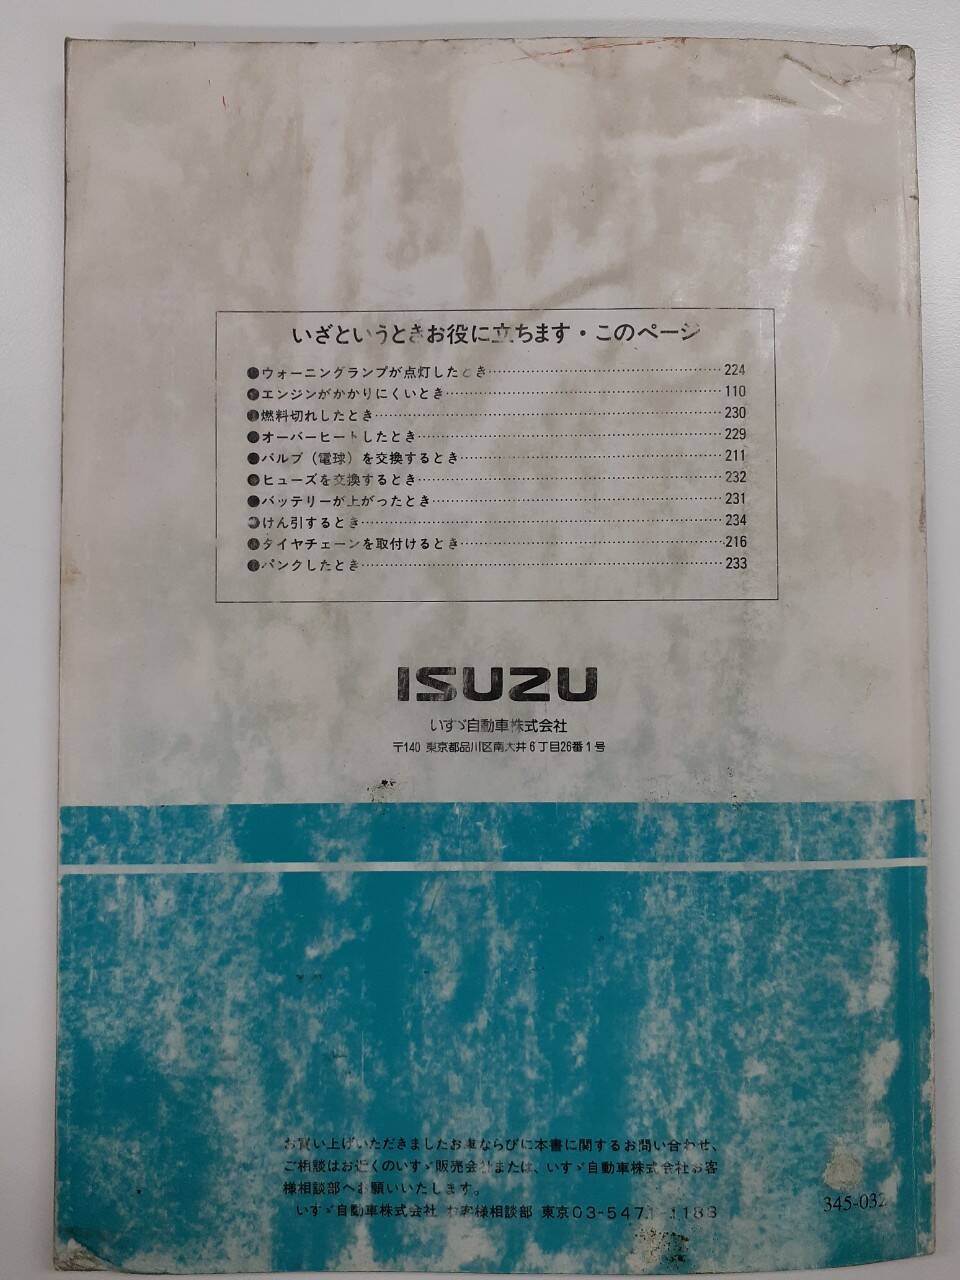 いざというときお役に立ちます・このページ
●ウォーニングランプが点灯したとき…………224
●エンジンがかかりにくいとき…………110
●燃料切れしたとき…………230
●オーバーヒートしたとき…………229
●バルブ（電球）を交換するとき…………211
●ヒューズを交換するとき…………232
●バッテリーが上がったとき…………231
●けん引するとき…………234
●タイヤチェーンを取付けるとき…………216
●パンクしたとき…………233
ISUZU
いすゞ自動車株式会社
〒140 東京都品川区南大井6丁目26番1号
お買い上げいただきましたお車ならびに本書に関するお問い合わせ、
ご相談はお近くのいすゞ販売会社または、いすゞ自動車株式会社お客
様相談部へお願いいたします。
いすゞ自動車株式会社 お客様相談部 東京03-5471-1183
345-032